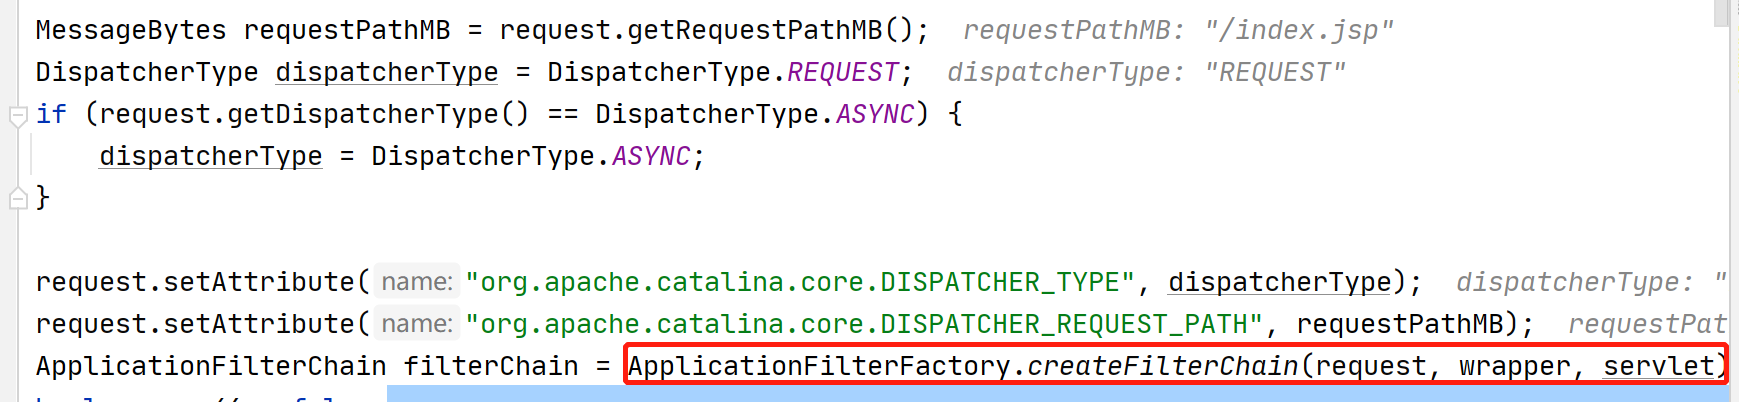 MessageBytes requestPathMB = request.getRequestPathMB();  requestPathMB: "/index.jsp"
DispatcherType dispatcherType = DispatcherType.REQUEST;  dispatcherType: "REQUEST"
if (request.getDispatcherType() == DispatcherType.ASYNC) {
    dispatcherType = DispatcherType.ASYNC;
}
request.setAttribute( name: "org.apache.catalina.core.DISPATCHER_TYPE", dispatcherType);  dispatcherType: "
request.setAttribute( name: "org.apache.catalina.core.DISPATCHER_REQUEST_PATH", requestPathMB);  requestPat
ApplicationFilterChain filterChain = ApplicationFilterFactory.createFilterChain(request, wrapper, servlet)